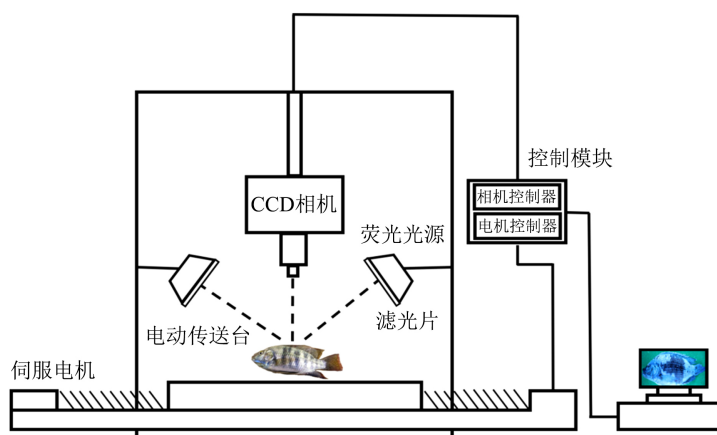 控制模块
相机控制器
电机控制器
CCD相机
荧光光源
滤光片
电动传送台
伺服电机